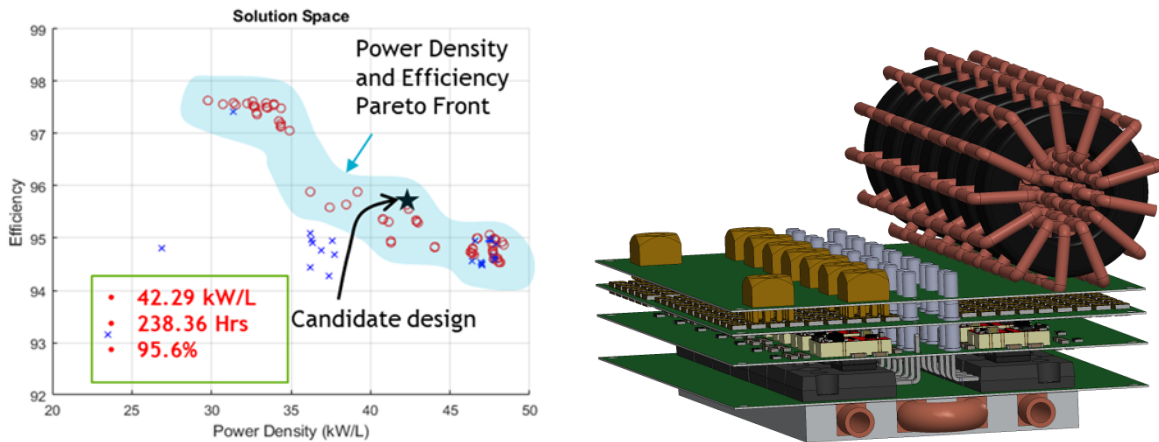 Solution Space
99
98
97
96
95
94
93
92
Efficiency
Power Density
and Efficiency
Pareto Front
Candidate design
42.29 kW/L
238.36 Hrs
95.6%
20 25 30 35 40 45 50
Power Density (kW/L)